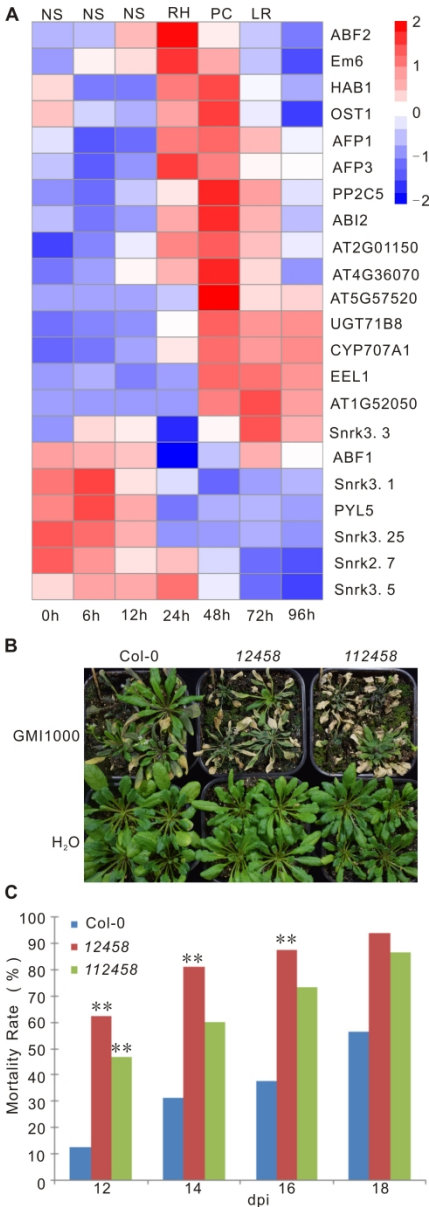 A
NS NS NS RH PC LR
ABF2
2
Em6
1
HAB1
0
OST1
AFP1
-1
AFP3
-2
PP2C5
ABI2
AT2G01150
AT4G36070
AT5G57520
UGT71B8
CYP707A1
EEL1
AT1G52050
Snrk3. 3
ABF1
Snrk3. 1
PYL5
Snrk3. 25
Snrk2. 7
Snrk3. 5
0h 6h 12h 24h 48h 72h 96h
B
Col-0 12458 112458
GMI1000
H₂O
C
Mortality Rate (%)
100
90
80
70
60
50
40
30
20
10
0
Col-0
12458
112458
** ** ** **
12 14 16 18
dpi